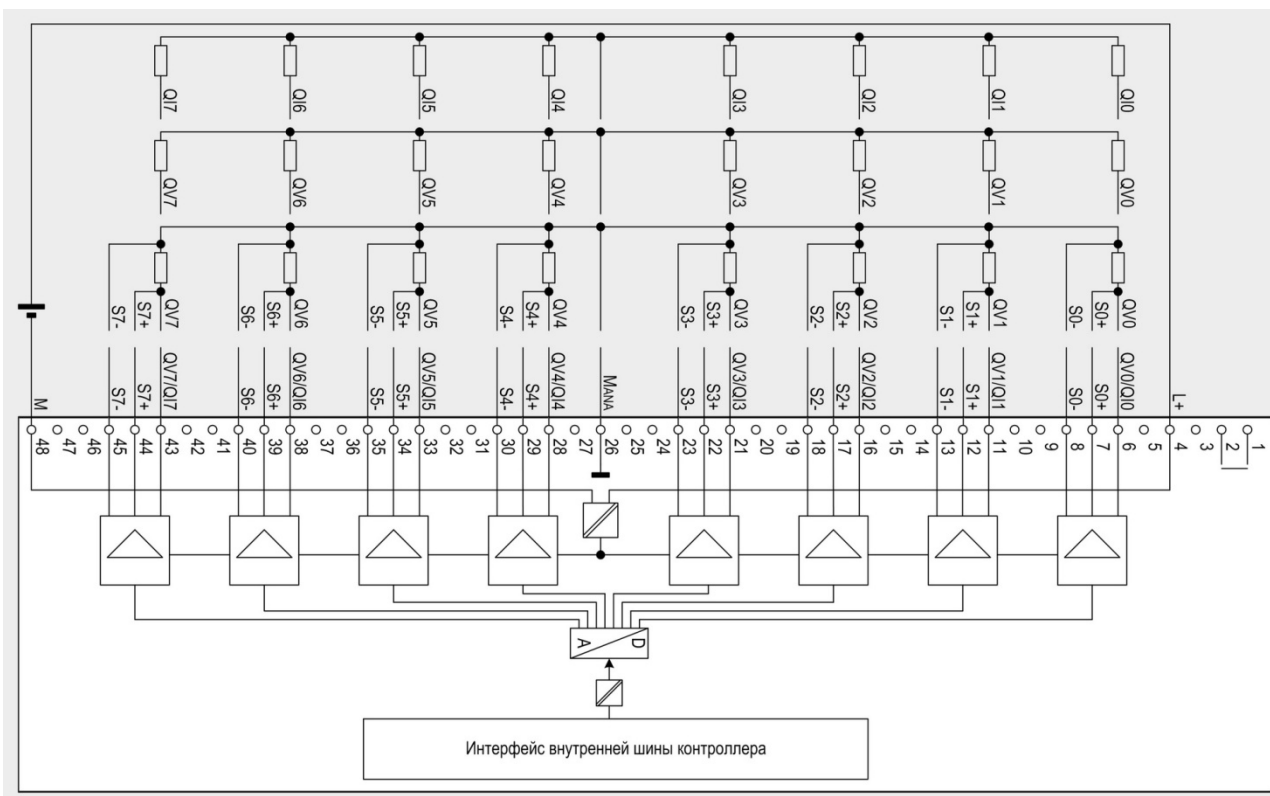 QI7 QI6 QI5 QI4 QI3 QI2 QI1 QI0
QV7 QV6 QV5 QV4 QV3 QV2 QV1 QV0
S7- S7+ QV7 S6- S6+ QV6 S5- S5+ QV5 S4- S4+ QV4 S3- S3+ QV3 S2- S2+ QV2 S1- S1+ QV1 S0- S0+ QV0
M S7- S7+ QV7/QI7 S6- S6+ QV6/QI6 S5- S5+ QV5/QI5 S4- S4+ QV4/QI4 MANA S3- S3+ QV3/QI3 S2- S2+ QV2/QI2 S1- S1+ QV1/QI1 S0- S0+ QV0/QI0 L+
48 47 46 45 44 43 42 41 40 39 38 37 36 35 34 33 32 31 30 29 28 27 26 25 24 23 22 21 20 19 18 17 16 15 14 13 12 11 10 9 8 7 6 5 4 3 2 1
A D
Интерфейс внутренней шины контроллера